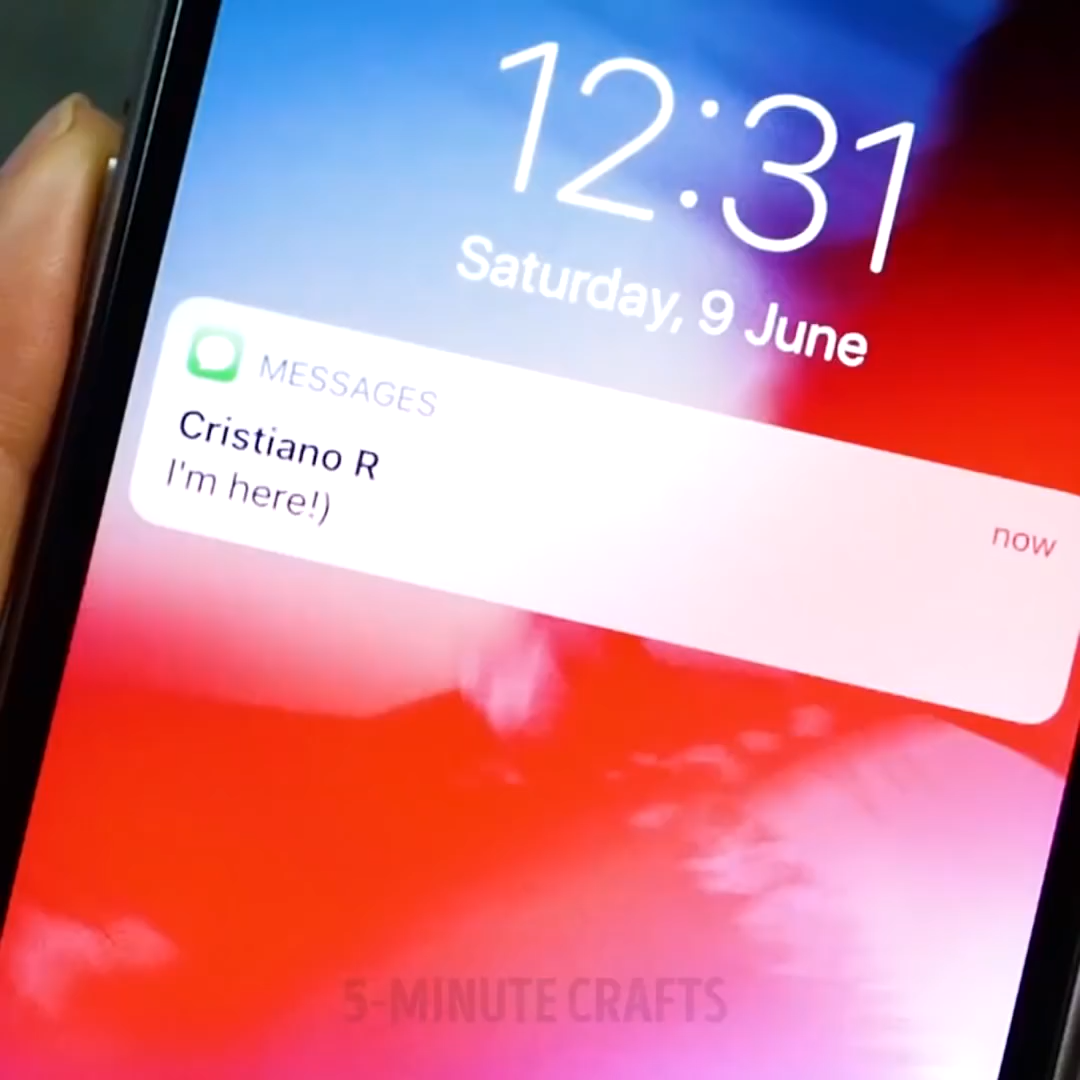 12:31
Saturday, 9 June
MESSAGES
Cristiano R
I'm here!)
now
5-MINUTE CRAFTS